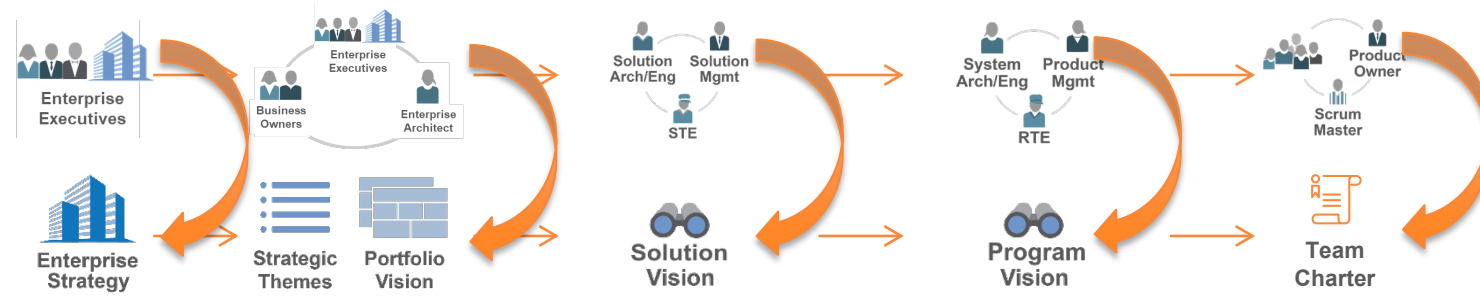 Enterprise
Executives
Enterprise
Executives
Business
Owners
Enterprise
Architect
Solution
Arch/Eng
Solution
Mgmt
STE
System
Arch/Eng
Product
Mgmt
RTE
Product
Owner
Scrum
Master
Enterprise
Strategy
Strategic
Themes
Portfolio
Vision
Solution
Vision
Program
Vision
Team
Charter